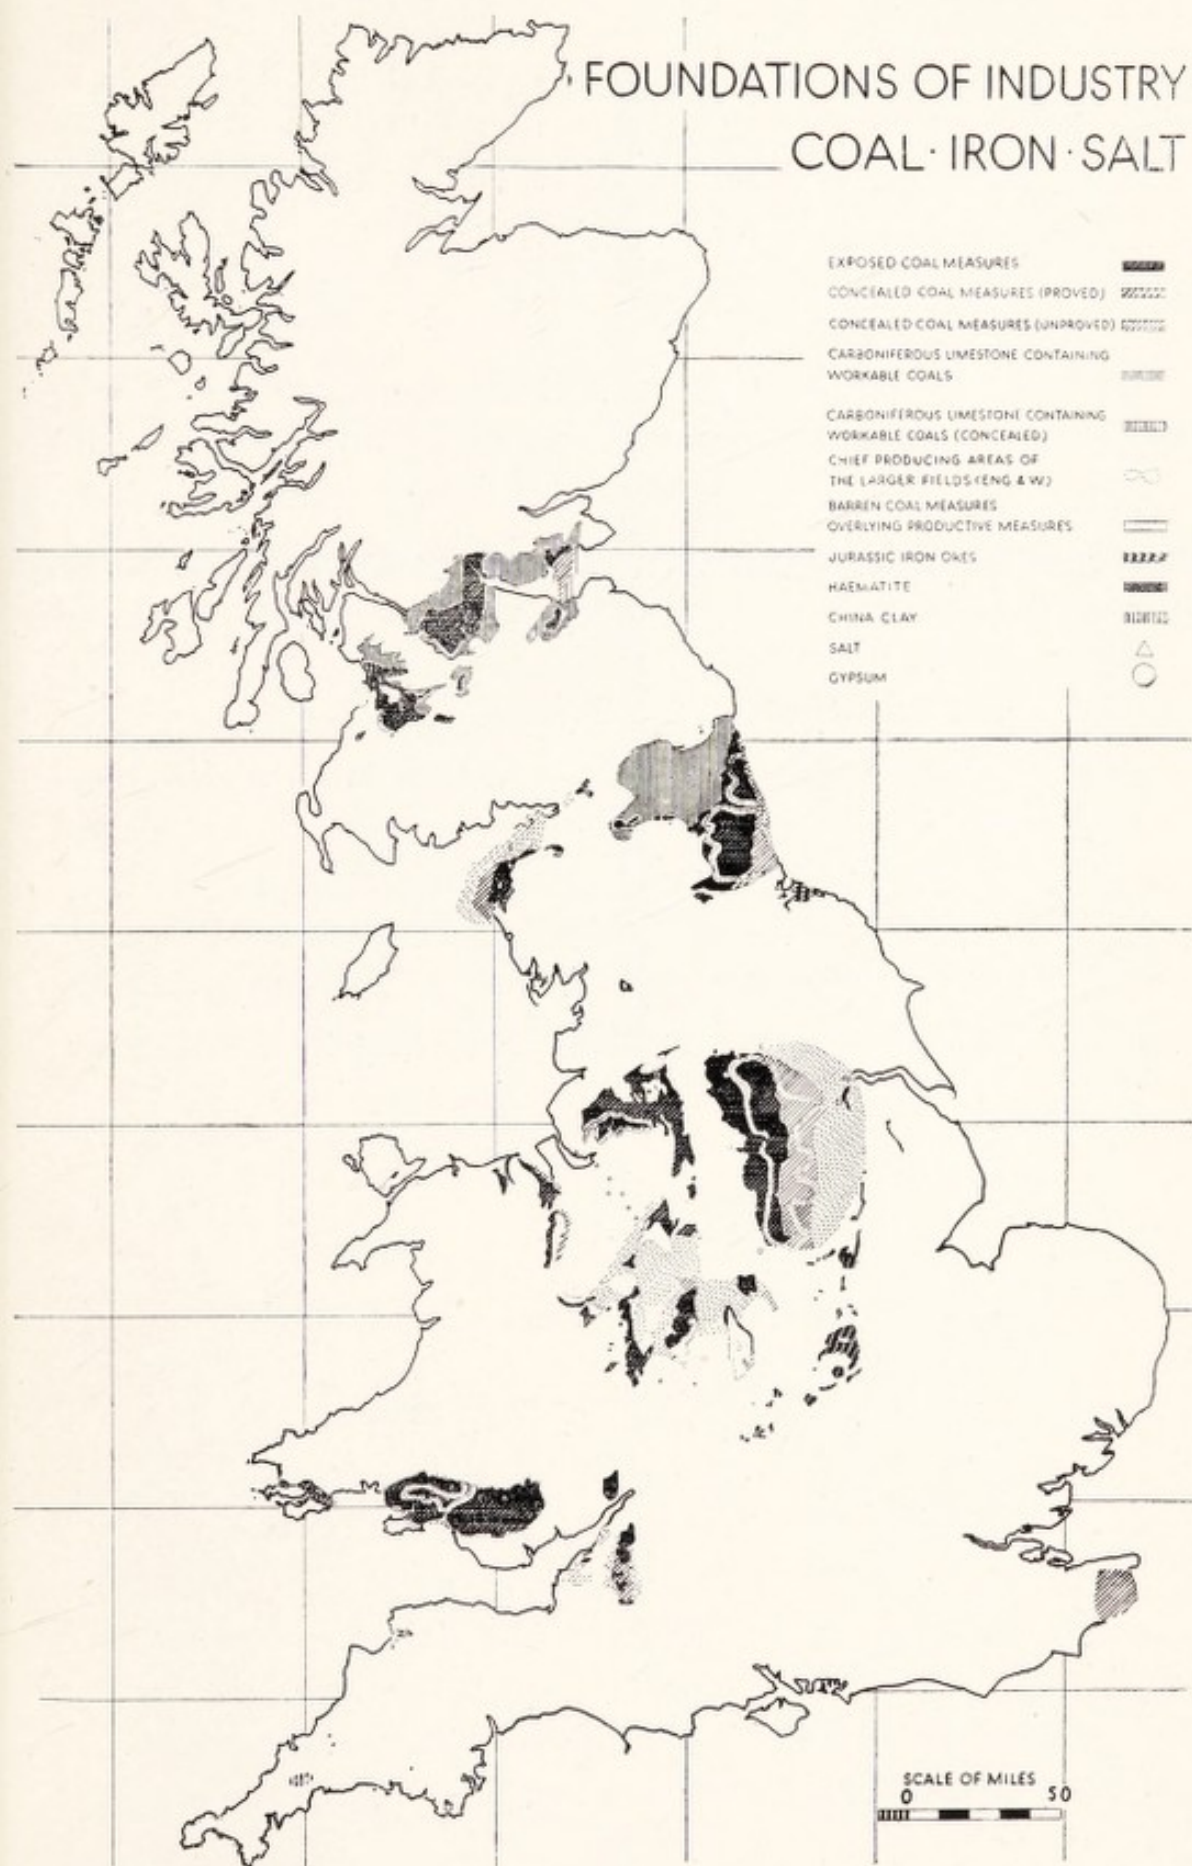 FOUNDATIONS OF INDUSTRY
COAL · IRON · SALT
EXPOSED COAL MEASURES
CONCEALED COAL MEASURES (PROVED)
CONCEALED COAL MEASURES (UNPROVED)
CARBONIFEROUS LIMESTONE CONTAINING
WORKABLE COALS
CARBONIFEROUS LIMESTONE CONTAINING
WORKABLE COALS (CONCEALED)
CHIEF PRODUCING AREAS OF
THE LARGER FIELDS (ENG & W)
BARREN COAL MEASURES
OVERLYING PRODUCTIVE MEASURES
JURASSIC IRON ORES
HAEMATITE
CHINA CLAY
SALT
GYPSUM
SCALE OF MILES
0 50